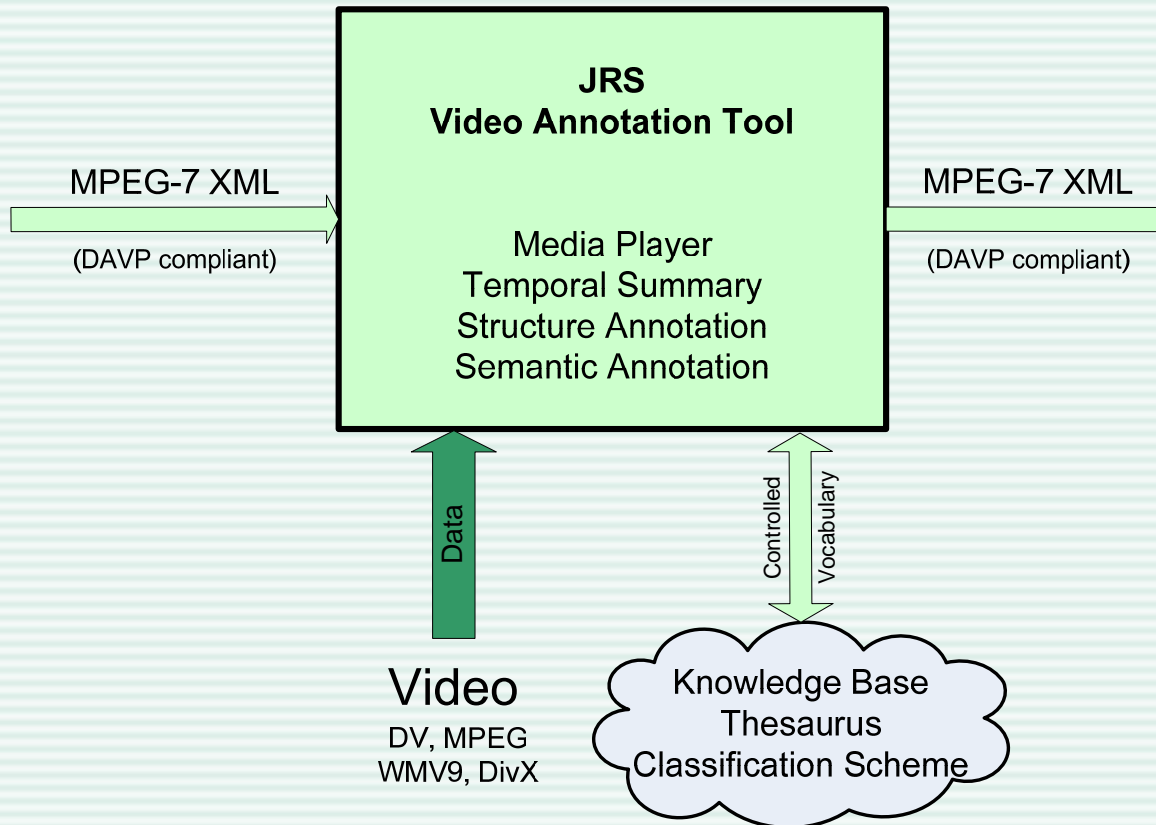 JRS
Video Annotation Tool
MPEG-7 XML
(DAVP compliant)
Media Player
Temporal Summary
Structure Annotation
Semantic Annotation
MPEG-7 XML
(DAVP compliant)
Data
Controlled
Vocabulary
Video
DV, MPEG
WMV9, DivX
Knowledge Base
Thesaurus
Classification Scheme